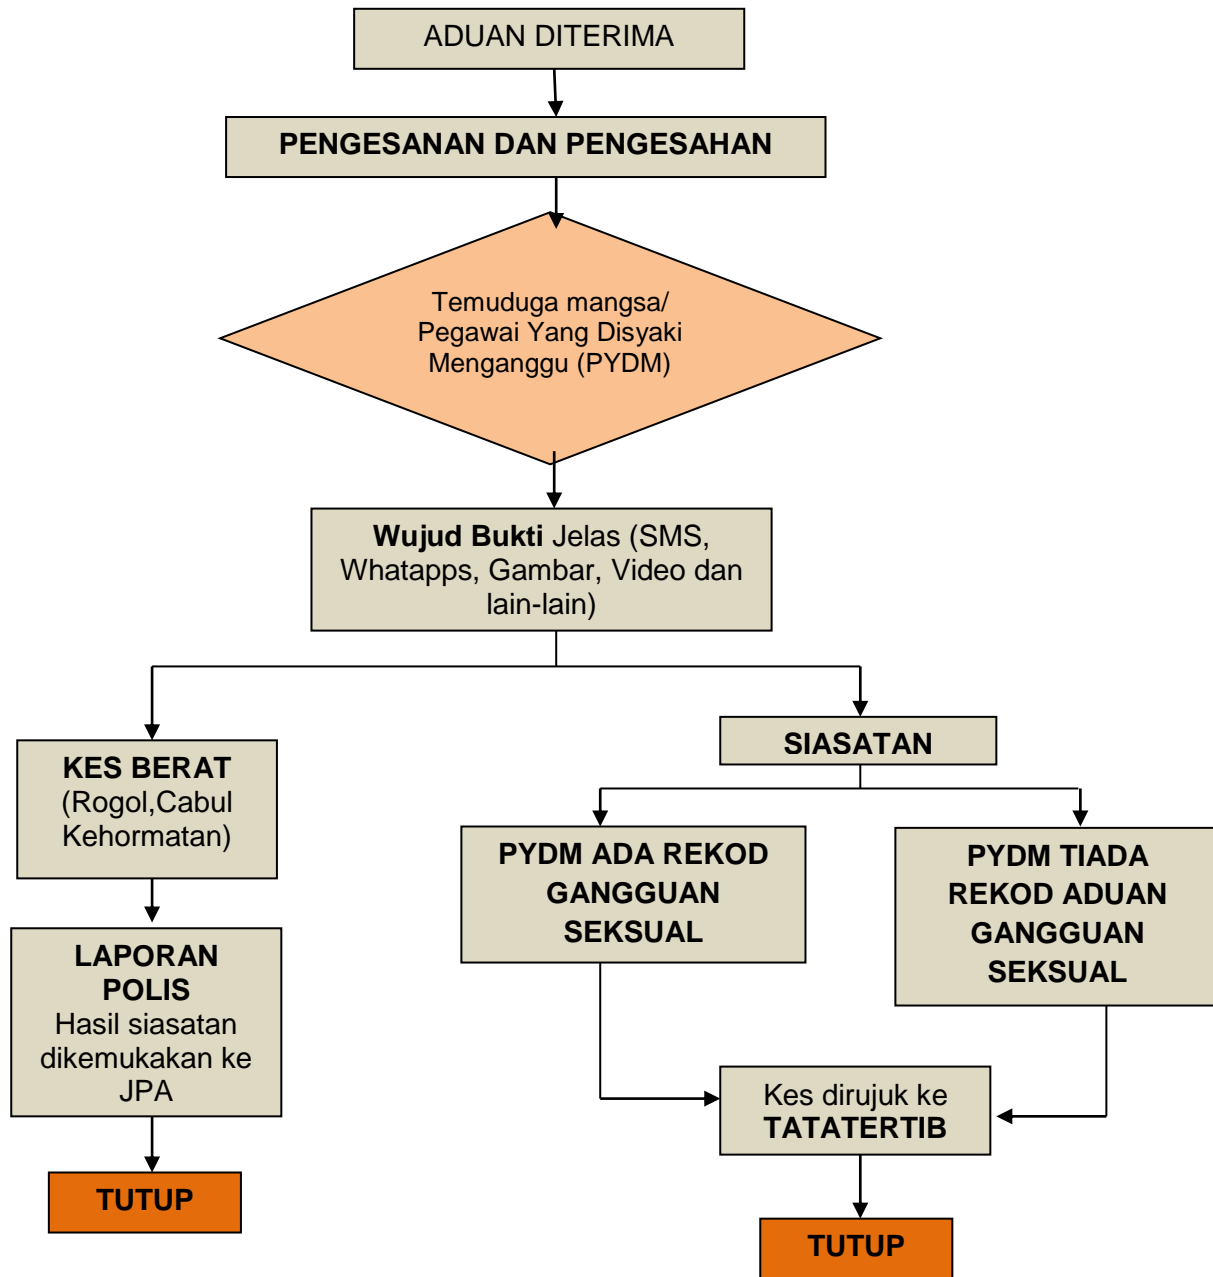 ADUAN DITERIMA
PENGESANAN DAN PENGESAHAN
Temuduga mangsa/
Pegawai Yang Disyaki
Menganggu (PYDM)
Wujud Bukti Jelas (SMS,
Whatapps, Gambar, Video dan
lain-lain)
KES BERAT
(Rogol,Cabul
Kehormatan)
LAPORAN
POLIS
Hasil siasatan
dikemukakan ke
JPA
TUTUP
SIASATAN
PYDM ADA REKOD
GANGGUAN
SEKSUAL
PYDM TIADA
REKOD ADUAN
GANGGUAN
SEKSUAL
Kes dirujuk ke
TATATERTIB
TUTUP